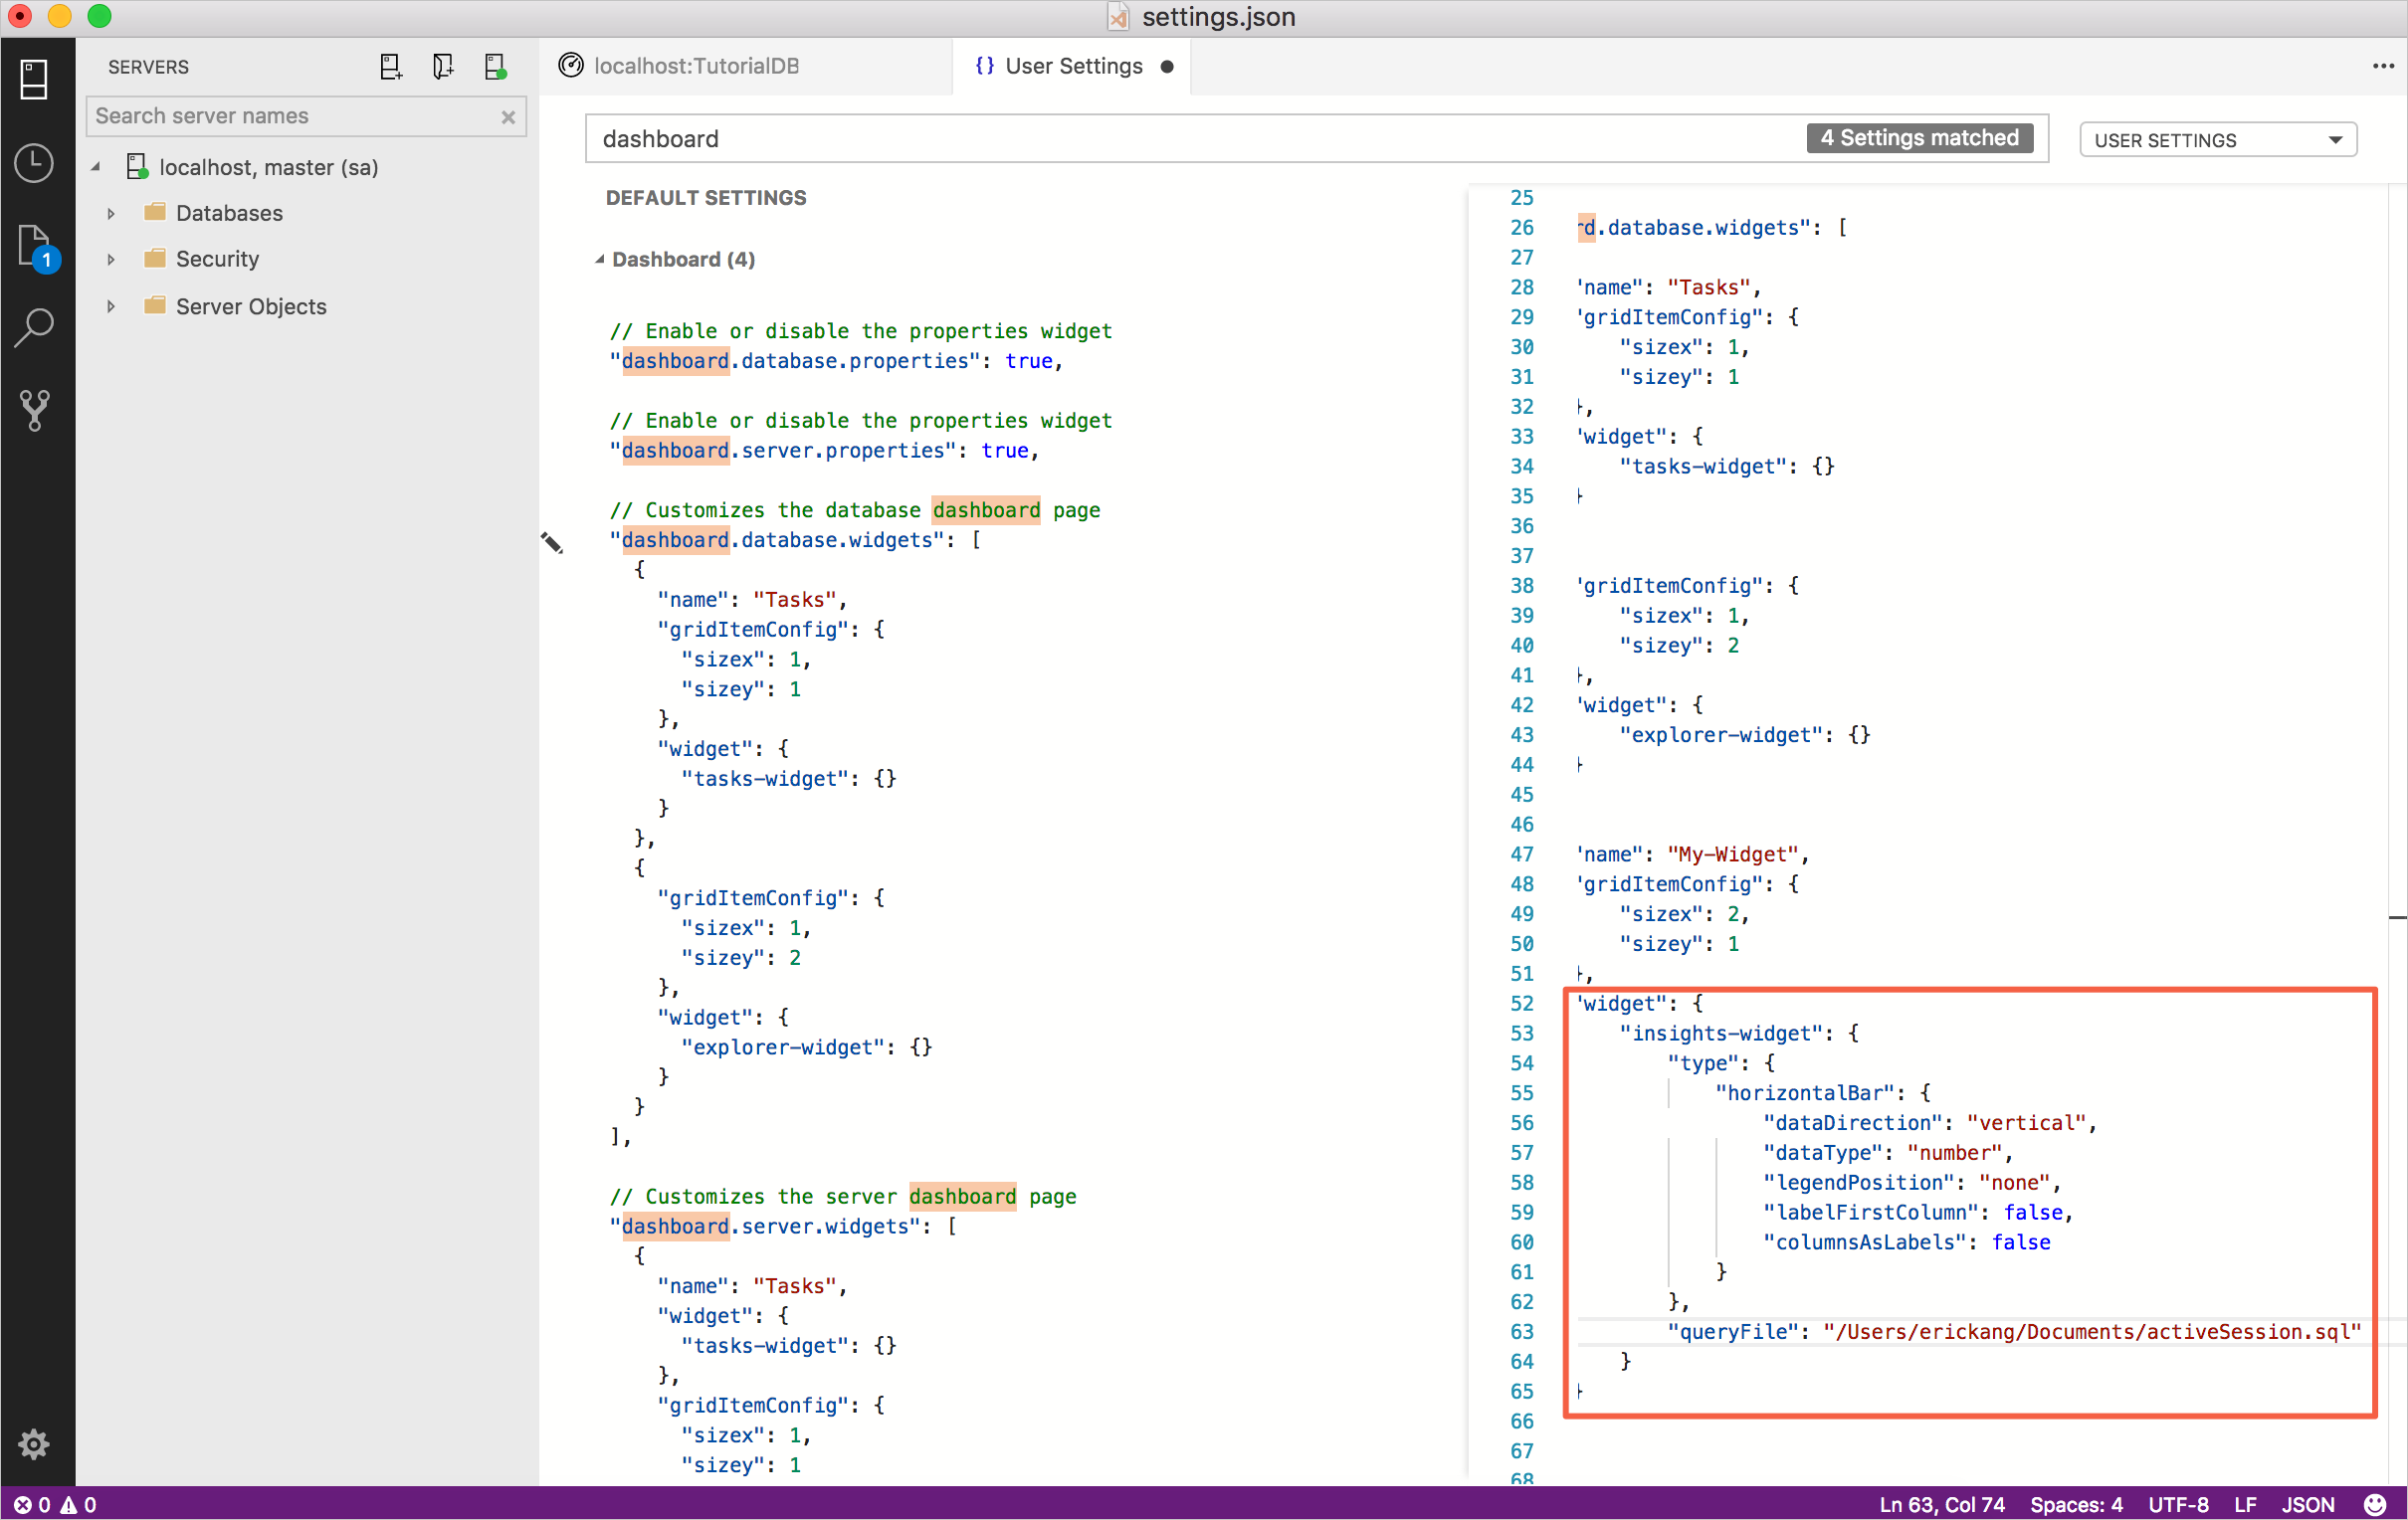 settings.json
SERVERS
Search server names
localhost, master (sa)
Databases
Security
Server Objects
1
localhost:TutorialDB
{} User Settings
dashboard
4 Settings matched
USER SETTINGS
DEFAULT SETTINGS
Dashboard (4)
// Enable or disable the properties widget
"dashboard.database.properties": true,
// Enable or disable the properties widget
"dashboard.server.properties": true,
// Customizes the database dashboard page
"dashboard.database.widgets": [
{
"name": "Tasks",
"gridItemConfig": {
"sizex": 1,
"sizey": 1
},
"widget": {
"tasks-widget": {}
}
},
{
"gridItemConfig": {
"sizex": 1,
"sizey": 2
},
"widget": {
"explorer-widget": {}
}
}
],
// Customizes the server dashboard page
"dashboard.server.widgets": [
{
"name": "Tasks",
"widget": {
"tasks-widget": {}
},
"gridItemConfig": {
"sizex": 1,
"sizey": 1
25
26 rd.database.widgets": [
27
28 "name": "Tasks",
29 "gridItemConfig": {
30 "sizex": 1,
31 "sizey": 1
32 },
33 "widget": {
34 "tasks-widget": {}
35 }
36
37
38 "gridItemConfig": {
39 "sizex": 1,
40 "sizey": 2
41 },
42 "widget": {
43 "explorer-widget": {}
44 }
45
46
47 "name": "My-Widget",
48 "gridItemConfig": {
49 "sizex": 2,
50 "sizey": 1
51 },
52 "widget": {
53 "insights-widget": {
54 "type": {
55 "horizontalBar": {
56 "dataDirection": "vertical",
57 "dataType": "number",
58 "legendPosition": "none",
59 "labelFirstColumn": false,
60 "columnsAsLabels": false
61 }
62 },
63 "queryFile": "/Users/erickang/Documents/activeSession.sql"
64 }
65 }
66
67
68
0 0
Ln 63, Col 74 Spaces: 4 UTF-8 LF JSON